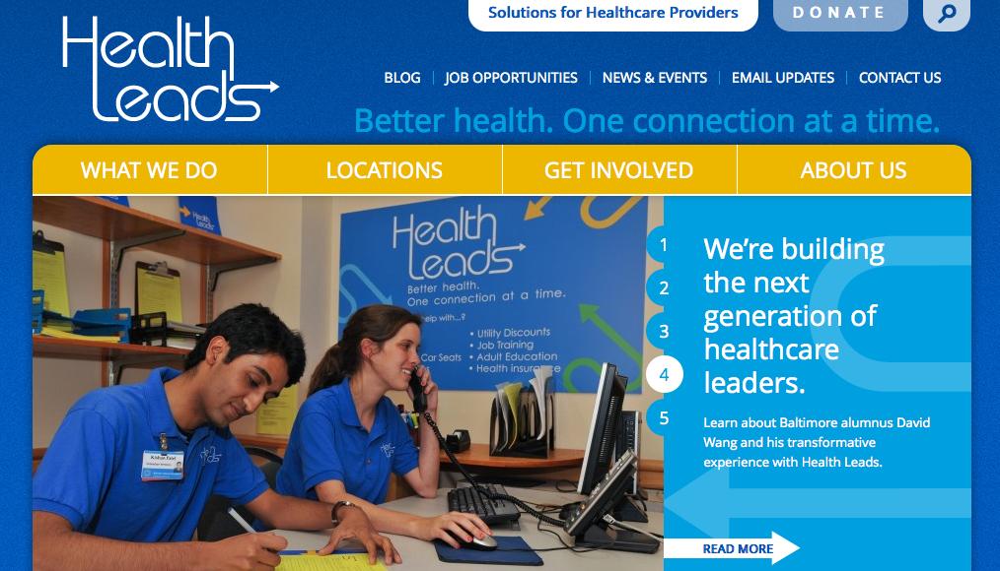 Health
Leads
Solutions for Healthcare Providers
DONATE
BLOG
JOB OPPORTUNITIES
NEWS & EVENTS
EMAIL UPDATES
CONTACT US
Better health. One connection at a time.
WHAT WE DO
LOCATIONS
GET INVOLVED
ABOUT US
Health
Leads
Better health.
One connection at a time.
help with...?
• Utility Discounts
• Job Training
Car Seats • Adult Education
• Health insurance
1
2
3
4
5
We're building
the next
generation of
healthcare
leaders.
Learn about Baltimore alumnus David
Wang and his transformative
experience with Health Leads.
READ MORE